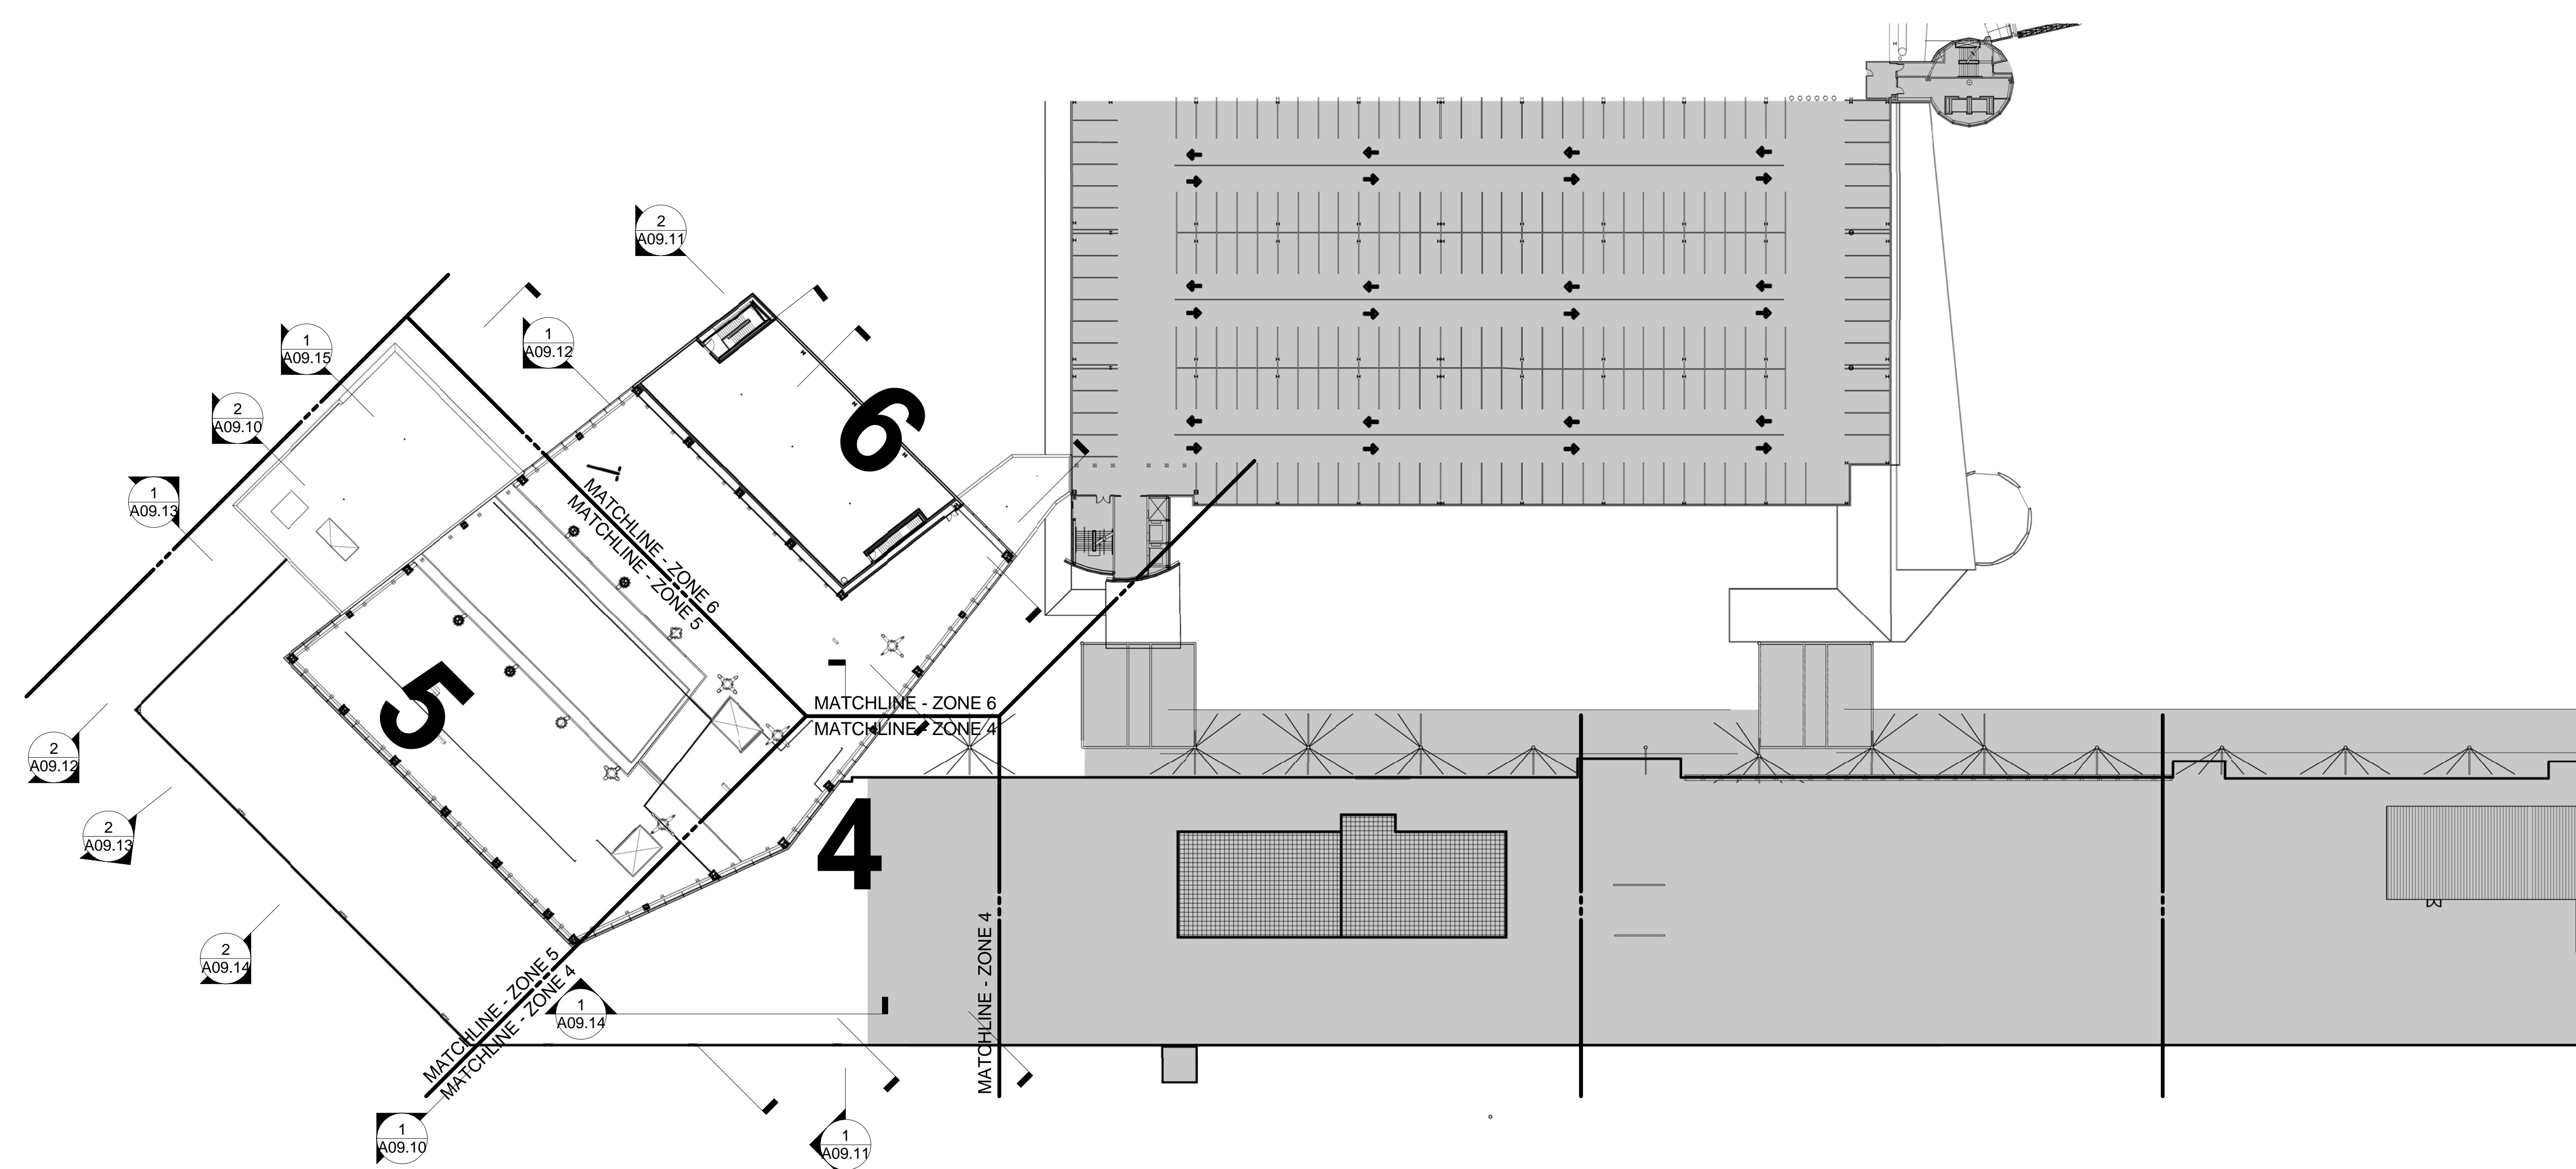 2
A09.11
1
A09.12
1
A09.15
2
A09.10
1
A09.13
6
MATCHLINE - ZONE 6
MATCHLINE - ZONE 5
5
MATCHLINE - ZONE 6
MATCHLINE - ZONE 4
2
A09.12
2
A09.13
4
2
A09.14
MATCHLINE - ZONE 5
MATCHLINE - ZONE 4
1
A09.14
MATCHLINE - ZONE 4
1
A09.10
1
A09.11